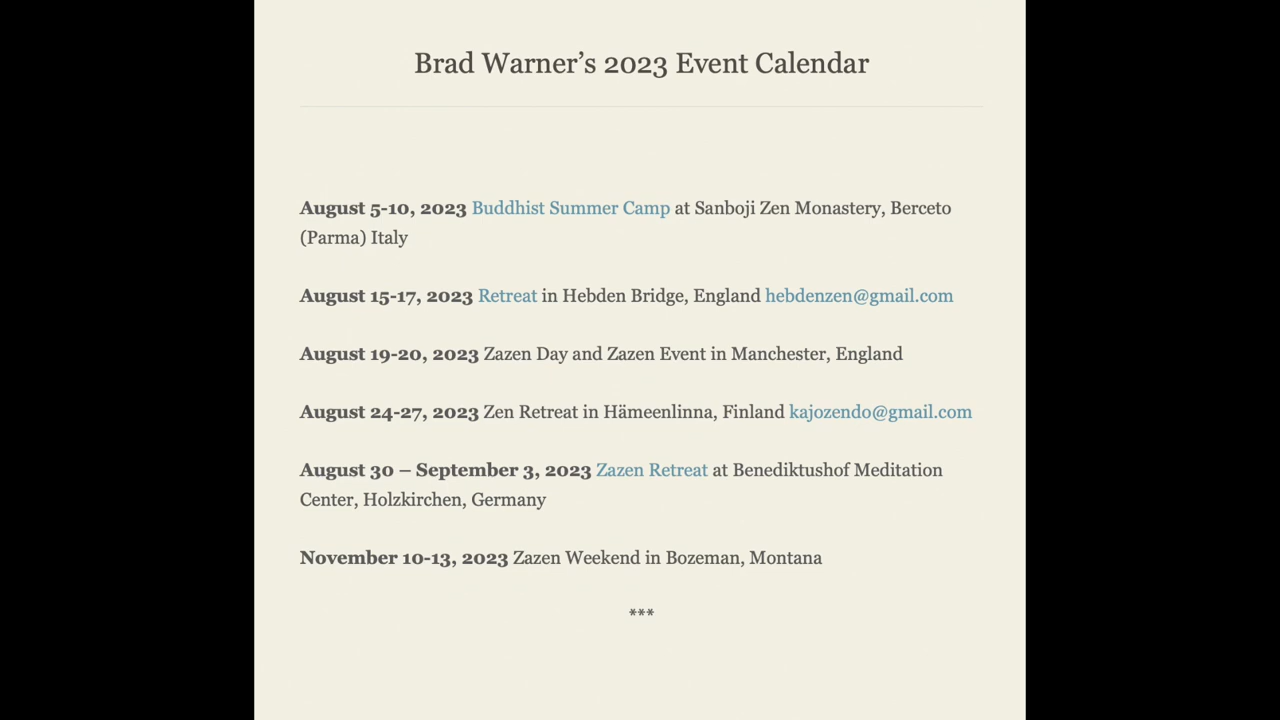 Brad Warner’s 2023 Event Calendar
August 5-10, 2023 Buddhist Summer Camp at Sanboji Zen Monastery, Berceto
(Parma) Italy
August 15-17, 2023 Retreat in Hebden Bridge, England hebdenzen@gmail.com
August 19-20, 2023 Zazen Day and Zazen Event in Manchester, England
August 24-27, 2023 Zen Retreat in Hämeenlinna, Finland kajozendo@gmail.com
August 30 – September 3, 2023 Zazen Retreat at Benediktushof Meditation
Center, Holzkirchen, Germany
November 10-13, 2023 Zazen Weekend in Bozeman, Montana
***